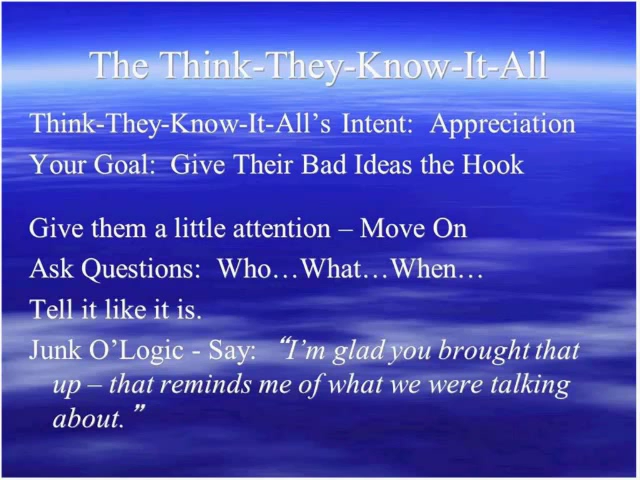 The Think-They-Know-It-All
Think-They-Know-It-All’s Intent:  Appreciation
Your Goal:  Give Their Bad Ideas the Hook
Give them a little attention – Move On
Ask Questions:  Who…What…When…
Tell it like it is.
Junk O’Logic - Say:  “I’m glad you brought that
up – that reminds me of what we were talking
about.”